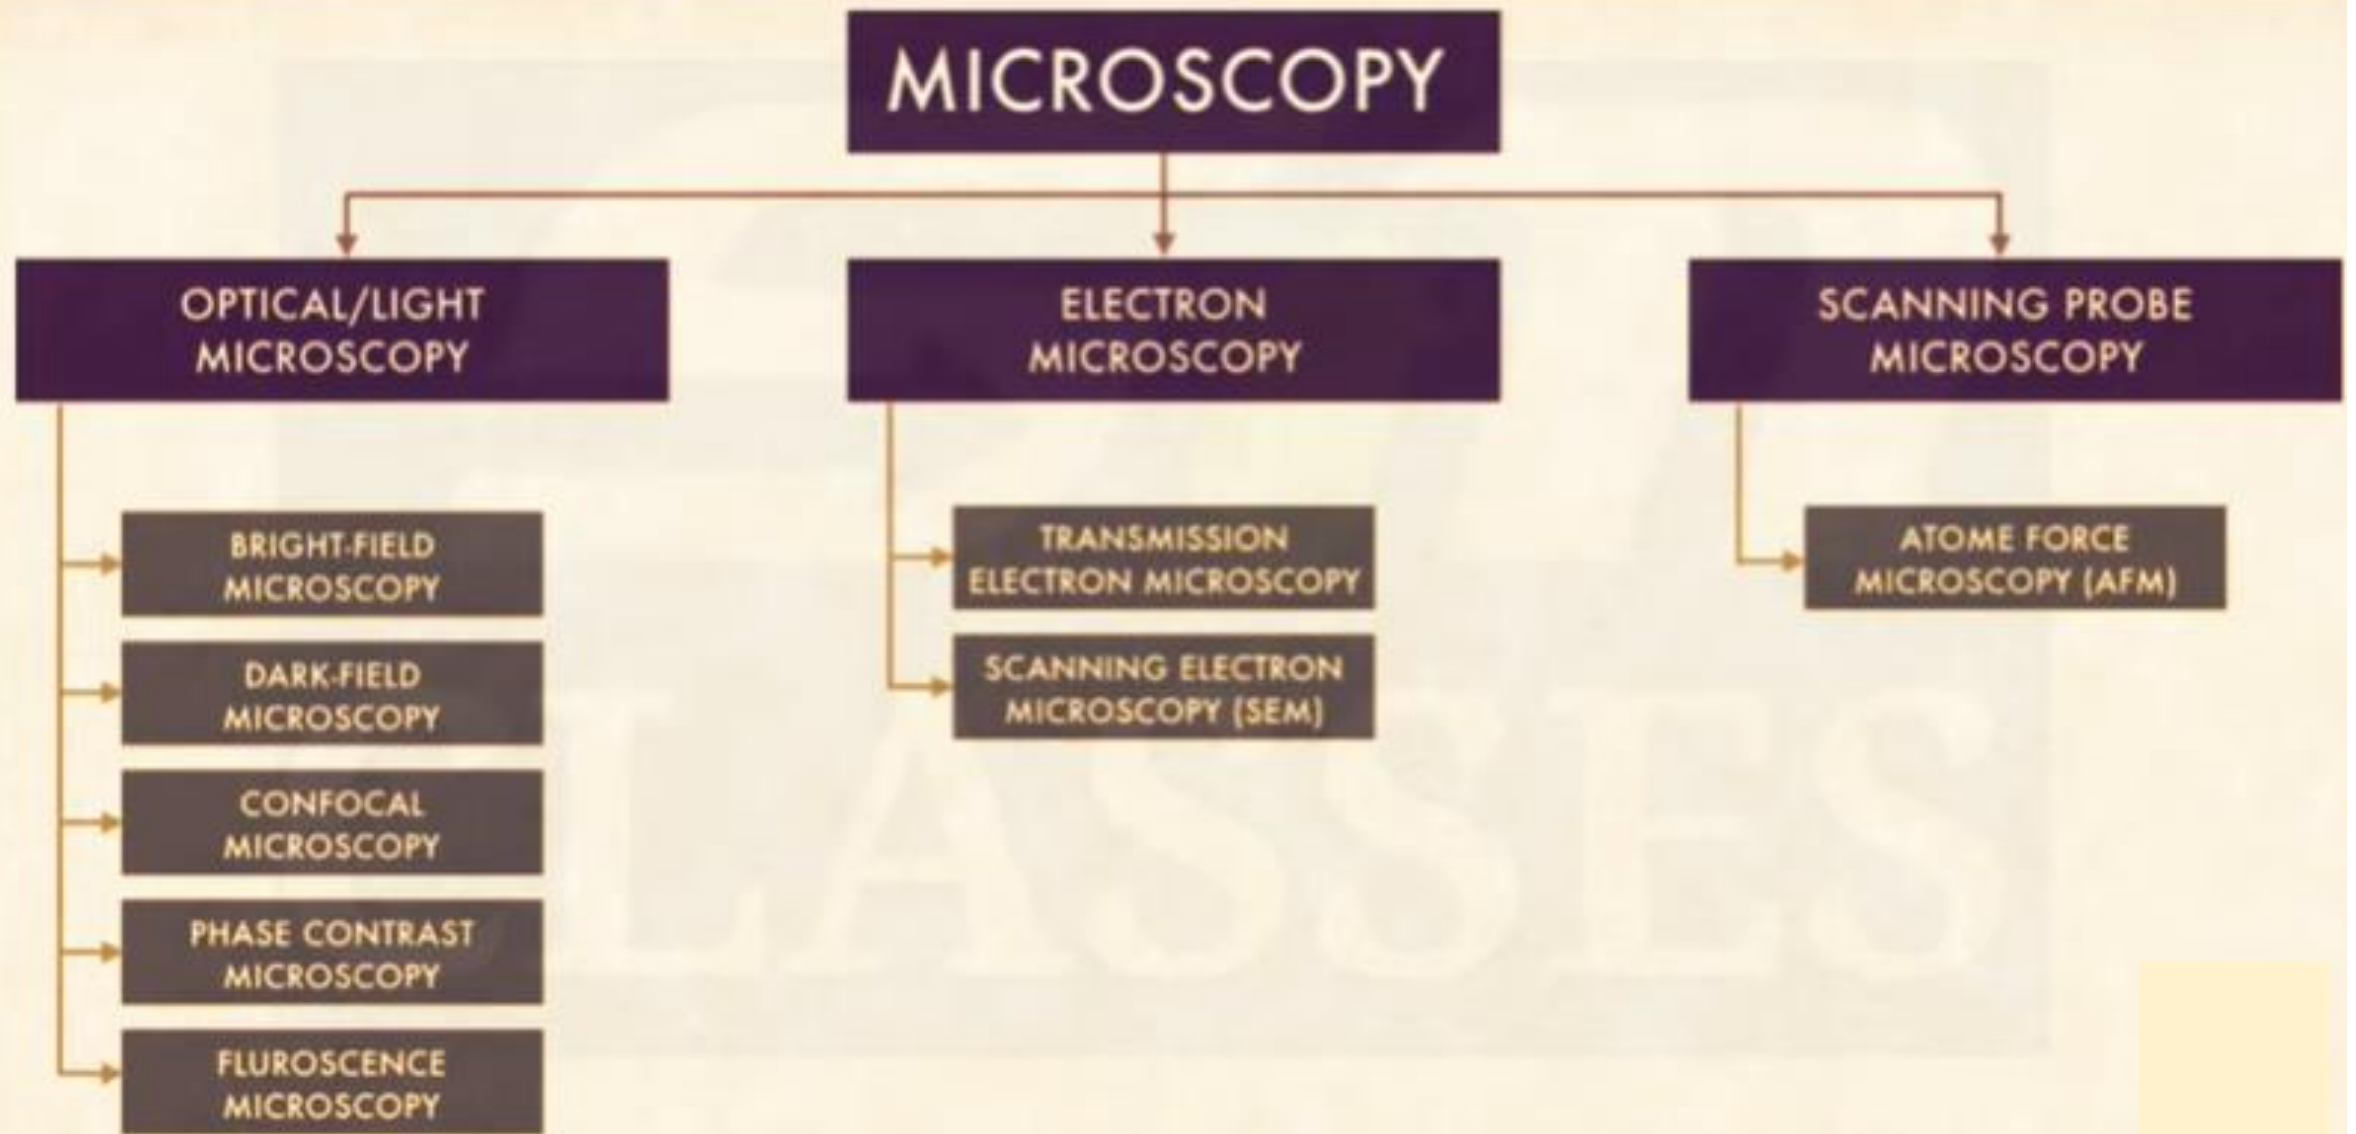 MICROSCOPY
OPTICAL/LIGHT
MICROSCOPY
BRIGHT-FIELD
MICROSCOPY
DARK-FIELD
MICROSCOPY
CONFOCAL
MICROSCOPY
PHASE CONTRAST
MICROSCOPY
FLUROSCENCE
MICROSCOPY
ELECTRON
MICROSCOPY
TRANSMISSION
ELECTRON MICROSCOPY
SCANNING ELECTRON
MICROSCOPY (SEM)
SCANNING PROBE
MICROSCOPY
ATOME FORCE
MICROSCOPY (AFM)
CLASSES